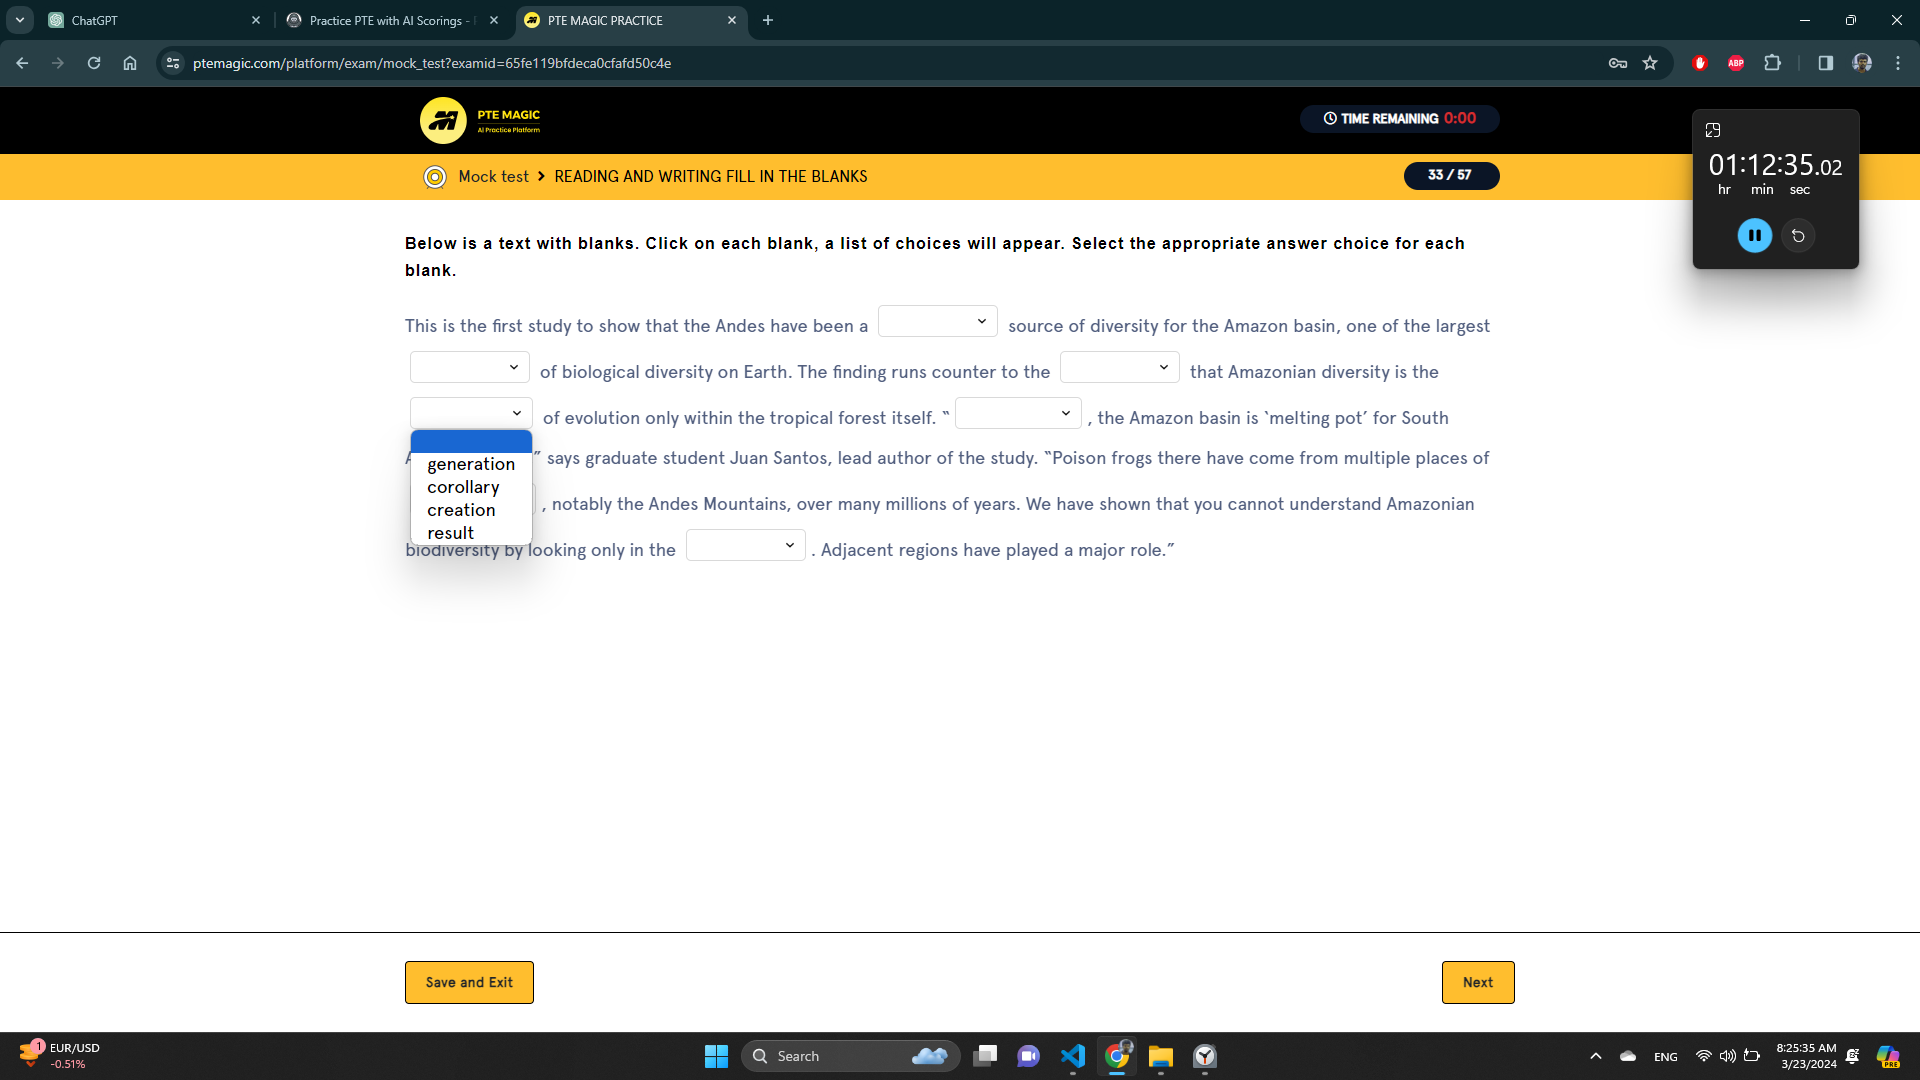 ChatGPT
Practice PTE with AI Scorings -
PTE MAGIC PRACTICE
ptemagic.com/platform/exam/mock_test?examid=65fe119bfdeca0cfafd50c4e
ABP
PTE MAGIC
AI Practice Platform
TIME REMAINING 0:00
Mock test > READING AND WRITING FILL IN THE BLANKS
33 / 57
01:12:35.02
hr min sec
Below is a text with blanks. Click on each blank, a list of choices will appear. Select the appropriate answer choice for each
blank.
This is the first study to show that the Andes have been a source of diversity for the Amazon basin, one of the largest
of biological diversity on Earth. The finding runs counter to the that Amazonian diversity is the
of evolution only within the tropical forest itself. “ , the Amazon basin is ‘melting pot’ for South
” says graduate student Juan Santos, lead author of the study. “Poison frogs there have come from multiple places of
, notably the Andes Mountains, over many millions of years. We have shown that you cannot understand Amazonian
biodiversity by looking only in the . Adjacent regions have played a major role.”
generation
corollary
creation
result
Save and Exit
Next
1
EUR/USD
-0.51%
Search
ENG
8:25:35 AM
3/23/2024
PRE